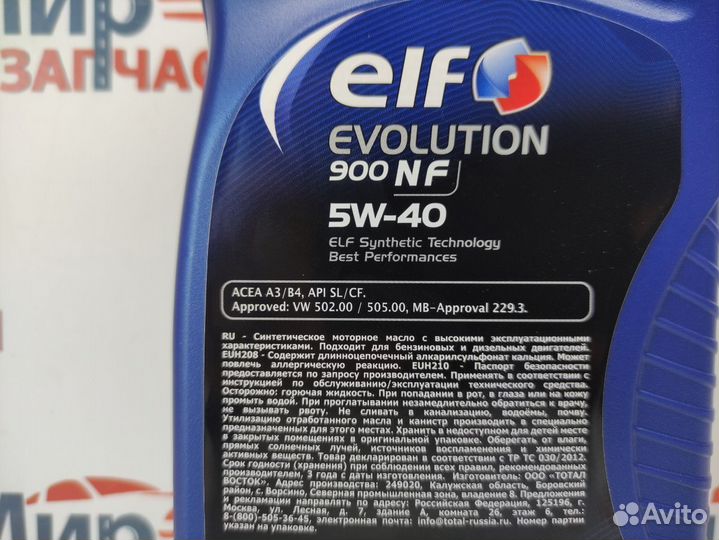 Мир
ЗАПЧАС
elf
EVOLUTION
900 NF
5W-40
ELF Synthetic Technology
Best Performances
ACEA A3/B4, API SL/CF.
Approved: VW 502.00 / 505.00, MB-Approval 229.3.
RU - Синтетическое моторное масло с высокими эксплуатационными
характеристиками. Подходит для бензиновых и дизельных двигателей.
EUH208 - Содержит длинноцепочечный алкарилсульфонат кальция. Может
повлечь аллергическую реакцию. EUH210 - Паспорт безопасности
предоставляется по запросу производителем. Применять в соответствии с
инструкцией по обслуживанию/эксплуатации технического средства.
Осторожно: горючая жидкость. При попадании в рот, в глаза или на кожу
промыть водой. При проглатывании незамедлительно обратиться к врачу,
не вызывать рвоту. Не сливать в канализацию, водоёмы, почву.
Утилизацию отработанного масла и канистр производить в специально
предназначенных для этого местах. Хранить в недоступном для детей месте
в закрытых помещениях в оригинальной упаковке. Оберегать от влаги,
прямых солнечных лучей, источников воспламенения и химически
активных веществ. Товар декларирован в соответствии с ТР ТС 030/2012.
Срок годности (хранения) при соблюдении всех правил, рекомендованных
производителем, 3 года с даты изготовления. Изготовитель: ООО «ТОТАЛ
ВОСТОК». Адрес производства: 249020, Калужская область, Боровский
район, с. Ворсино, Северная промышленная зона, владение 8. Предложения
и рекламации направлять по адресу: Российская Федерация, 125196, г.
Москва, ул. Лесная, д. 7, здание А, комната 26, этаж 6, тел.:
8-(800)-505-36-45, электронная почта: info@total-russia.ru. Номер партии
указан на упаковке.
Мир
Avito